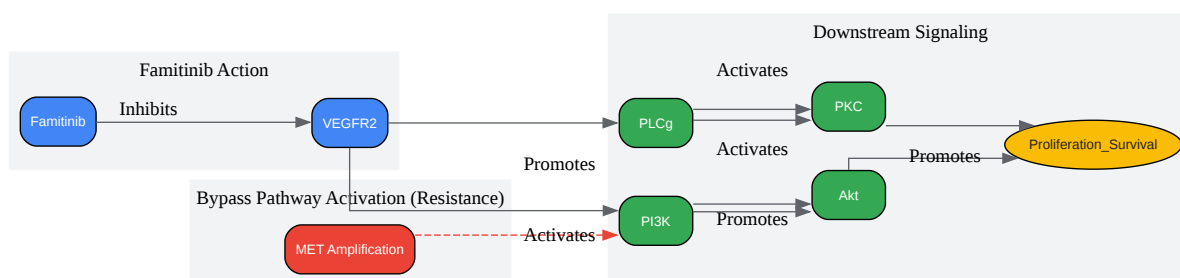 Downstream Signaling
Famitinib Action
Activates
Inhibits
PKC
Famitinib
VEGFR2
PLCg
Proliferation_Survival
Activates
Promotes
Promotes
Bypass Pathway Activation (Resistance)
Akt
PI3K
Promotes
MET Amplification
Activates